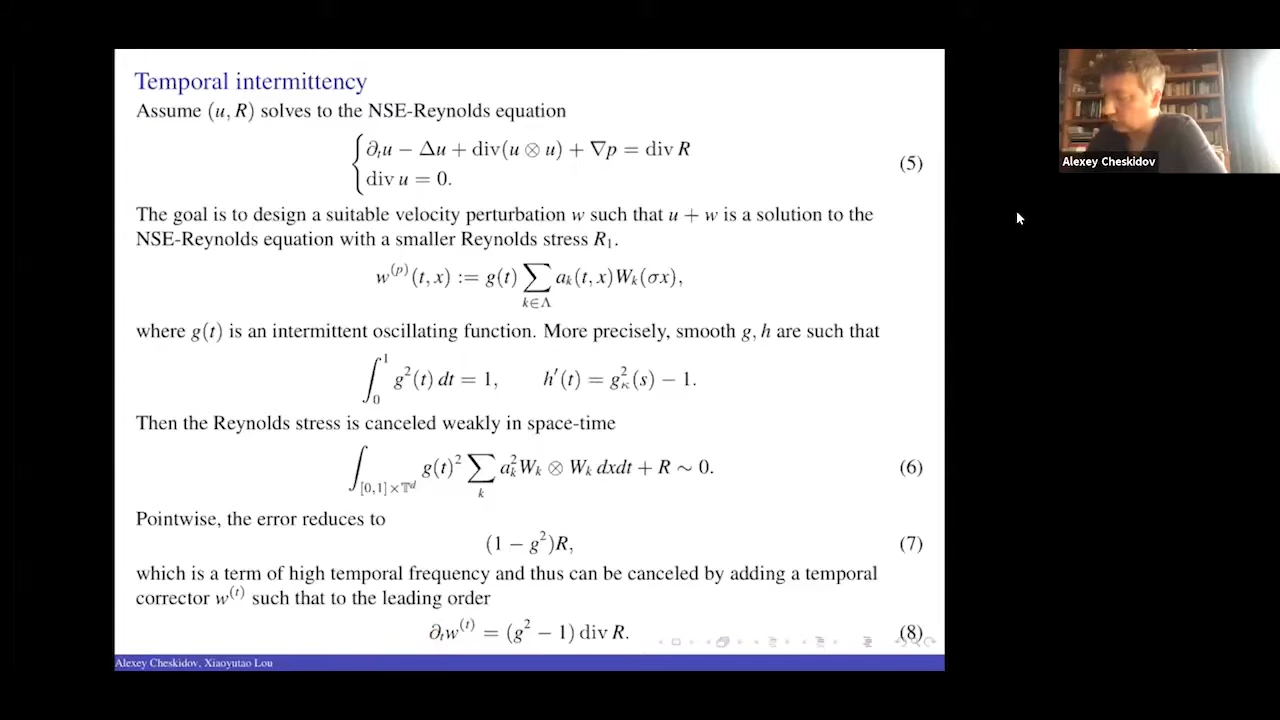 Temporal intermittency
Assume (u, R) solves to the NSE-Reynolds equation
{ ∂ₜu − Δu + div(u ⊗ u) + ∇p = div R
div u = 0. (5)
The goal is to design a suitable velocity perturbation w such that u + w is a solution to the
NSE-Reynolds equation with a smaller Reynolds stress R₁.
w^(p)(t, x) := g(t) ∑_{k∈Λ} aₖ(t, x)Wₖ(σx),
where g(t) is an intermittent oscillating function. More precisely, smooth g, h are such that
∫₀¹ g²(t) dt = 1, h′(t) = g²_κ(s) − 1.
Then the Reynolds stress is canceled weakly in space-time
∫_{[0,1]×𝕋^d} g(t)² ∑_k aₖ² Wₖ ⊗ Wₖ dxdt + R ∼ 0. (6)
Pointwise, the error reduces to
(1 − g²)R, (7)
which is a term of high temporal frequency and thus can be canceled by adding a temporal
corrector w^(t) such that to the leading order
∂ₜw^(t) = (g² − 1) div R. (8)
Alexey Cheskidov, Xiaoyutao Lou
Alexey Cheskidov